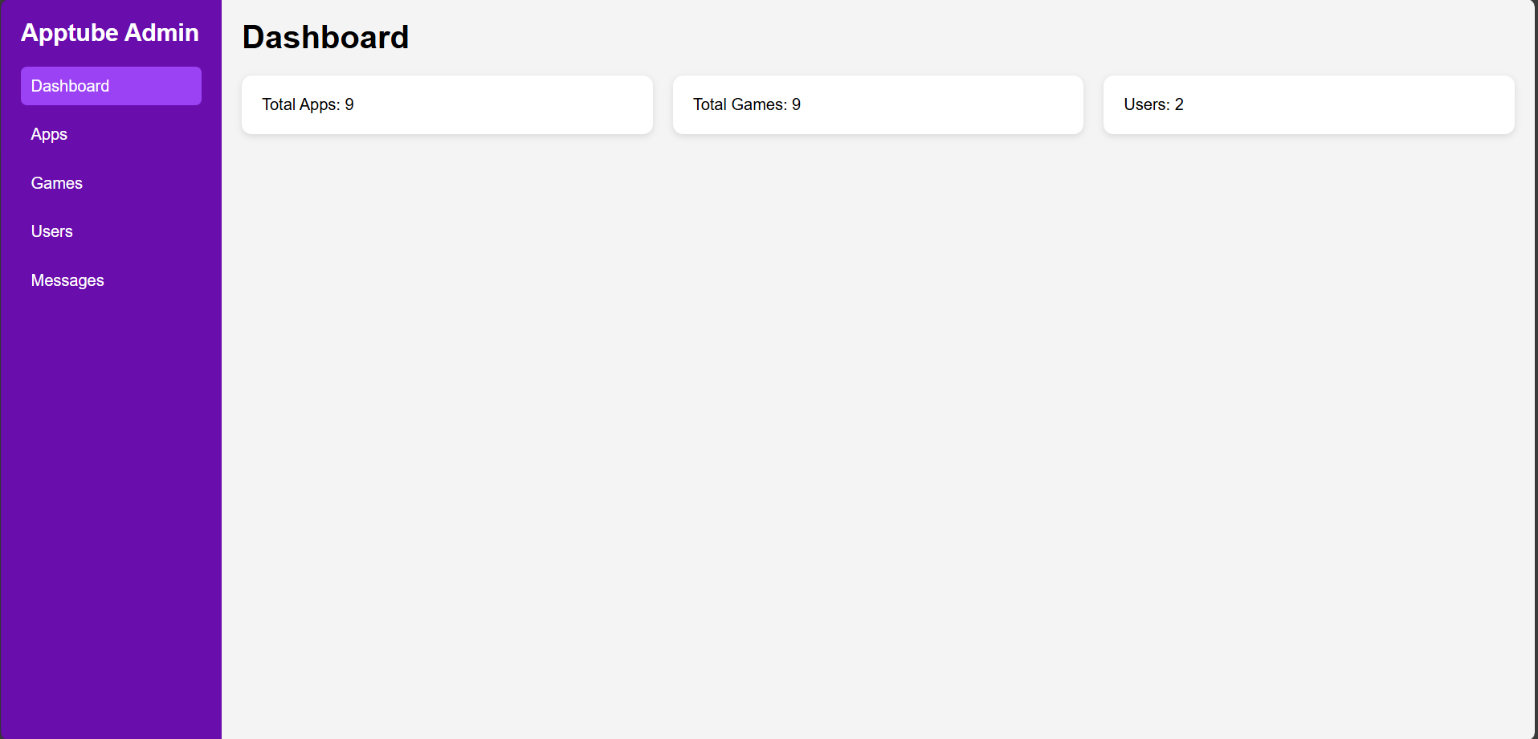 Apptube Admin
Dashboard
Apps
Games
Users
Messages
Dashboard
Total Apps: 9
Total Games: 9
Users: 2